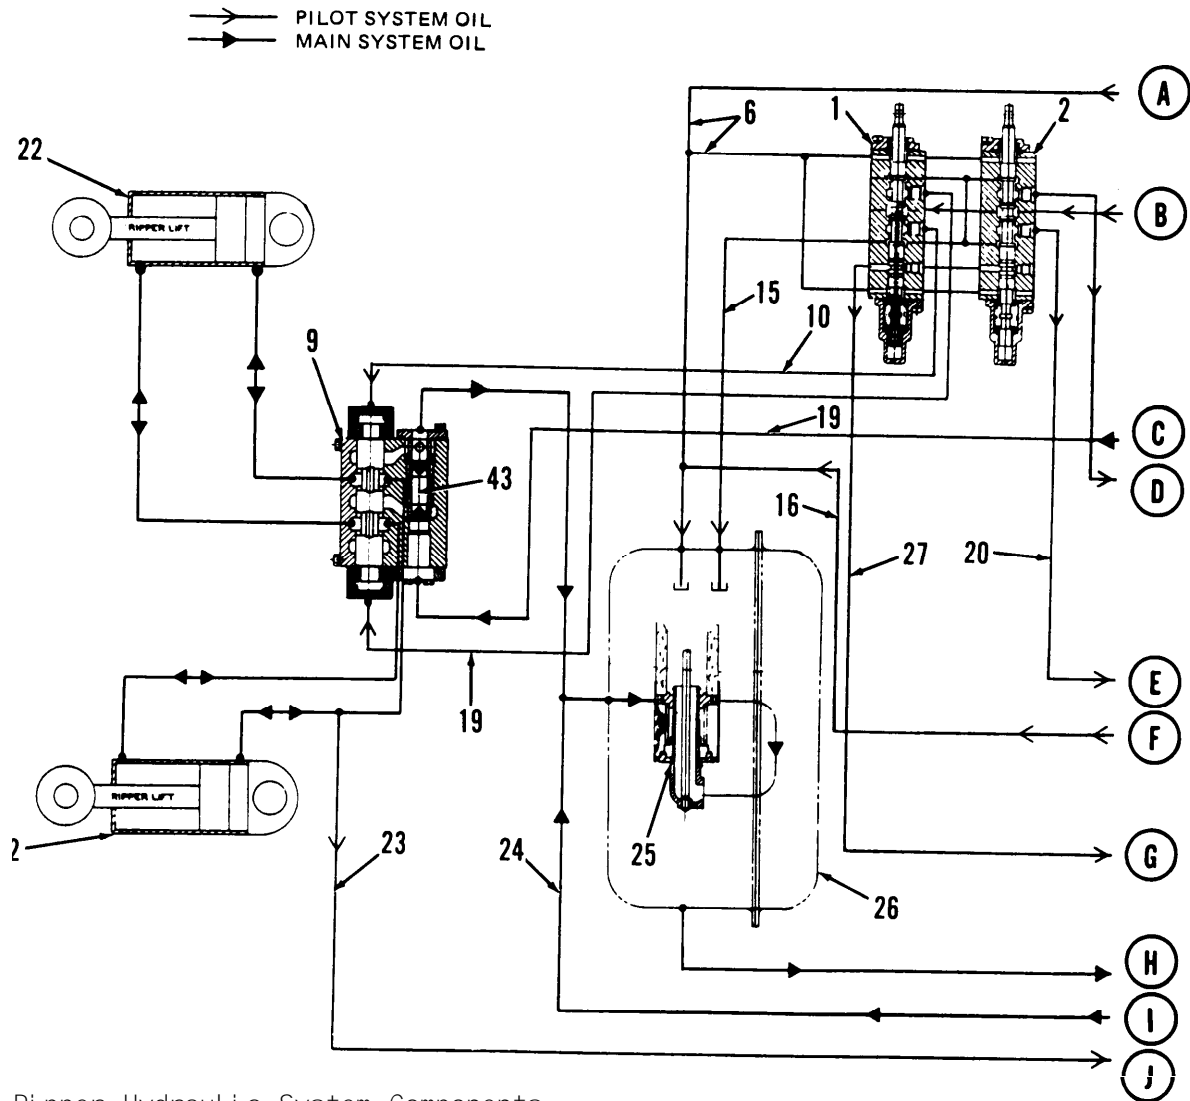 PILOT SYSTEM OIL
MAIN SYSTEM OIL
A
6
1
2
22
RIPPER LIFT
B
15
10
9
19
C
43
16
D
27
20
19
E
F
RIPPER LIFT
2
23
24
25
26
G
H
I
J
Ripper Hydraulic System Components